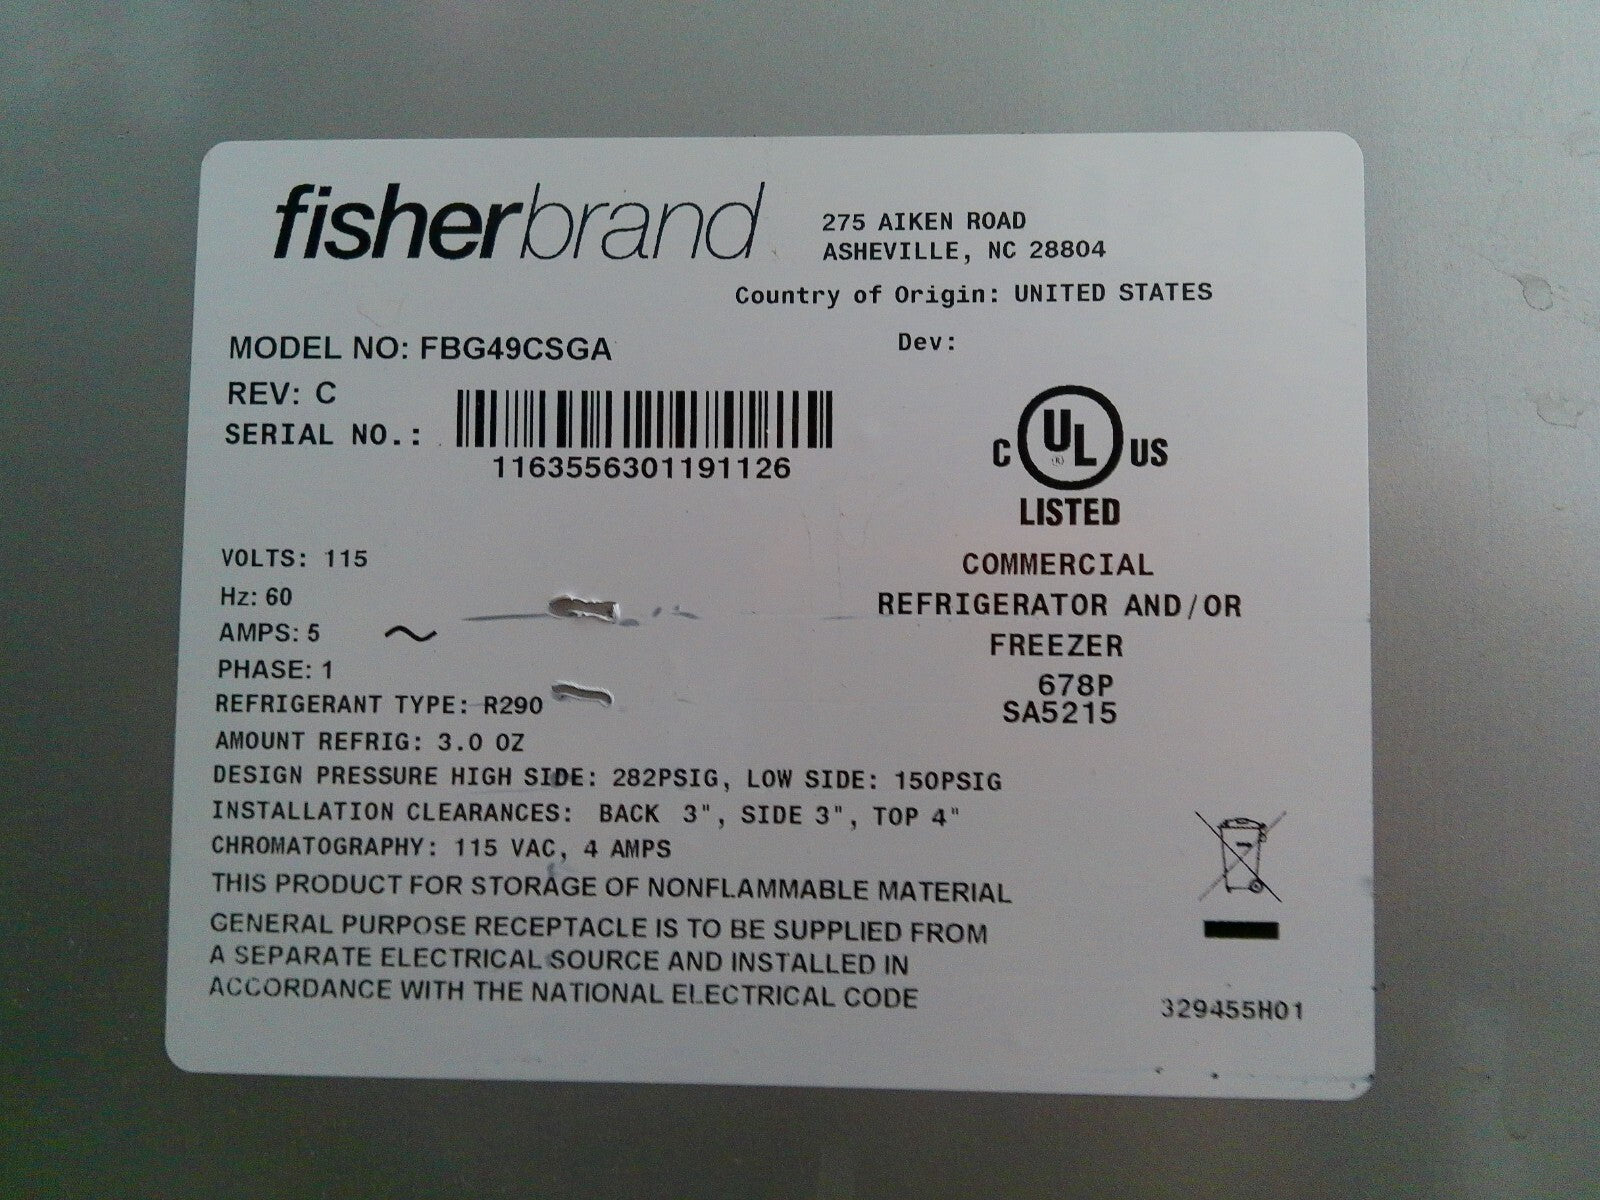 fisherbrand
275 AIKEN ROAD
ASHEVILLE, NC 28804
Country of Origin: UNITED STATES
MODEL NO: FBG49CSGA
Dev:
REV: C
SERIAL NO.:
1163556301191126
C UL US
LISTED
VOLTS: 115
Hz: 60
AMPS: 5 ~
PHASE: 1
REFRIGERANT TYPE: R290
AMOUNT REFRIG: 3.0 OZ
COMMERCIAL
REFRIGERATOR AND/OR
FREEZER
678P
SA5215
DESIGN PRESSURE HIGH SIDE: 282PSIG, LOW SIDE: 150PSIG
INSTALLATION CLEARANCES: BACK 3", SIDE 3", TOP 4"
CHROMATOGRAPHY: 115 VAC, 4 AMPS
THIS PRODUCT FOR STORAGE OF NONFLAMMABLE MATERIAL
GENERAL PURPOSE RECEPTACLE IS TO BE SUPPLIED FROM
A SEPARATE ELECTRICAL SOURCE AND INSTALLED IN
ACCORDANCE WITH THE NATIONAL ELECTRICAL CODE
329455H01